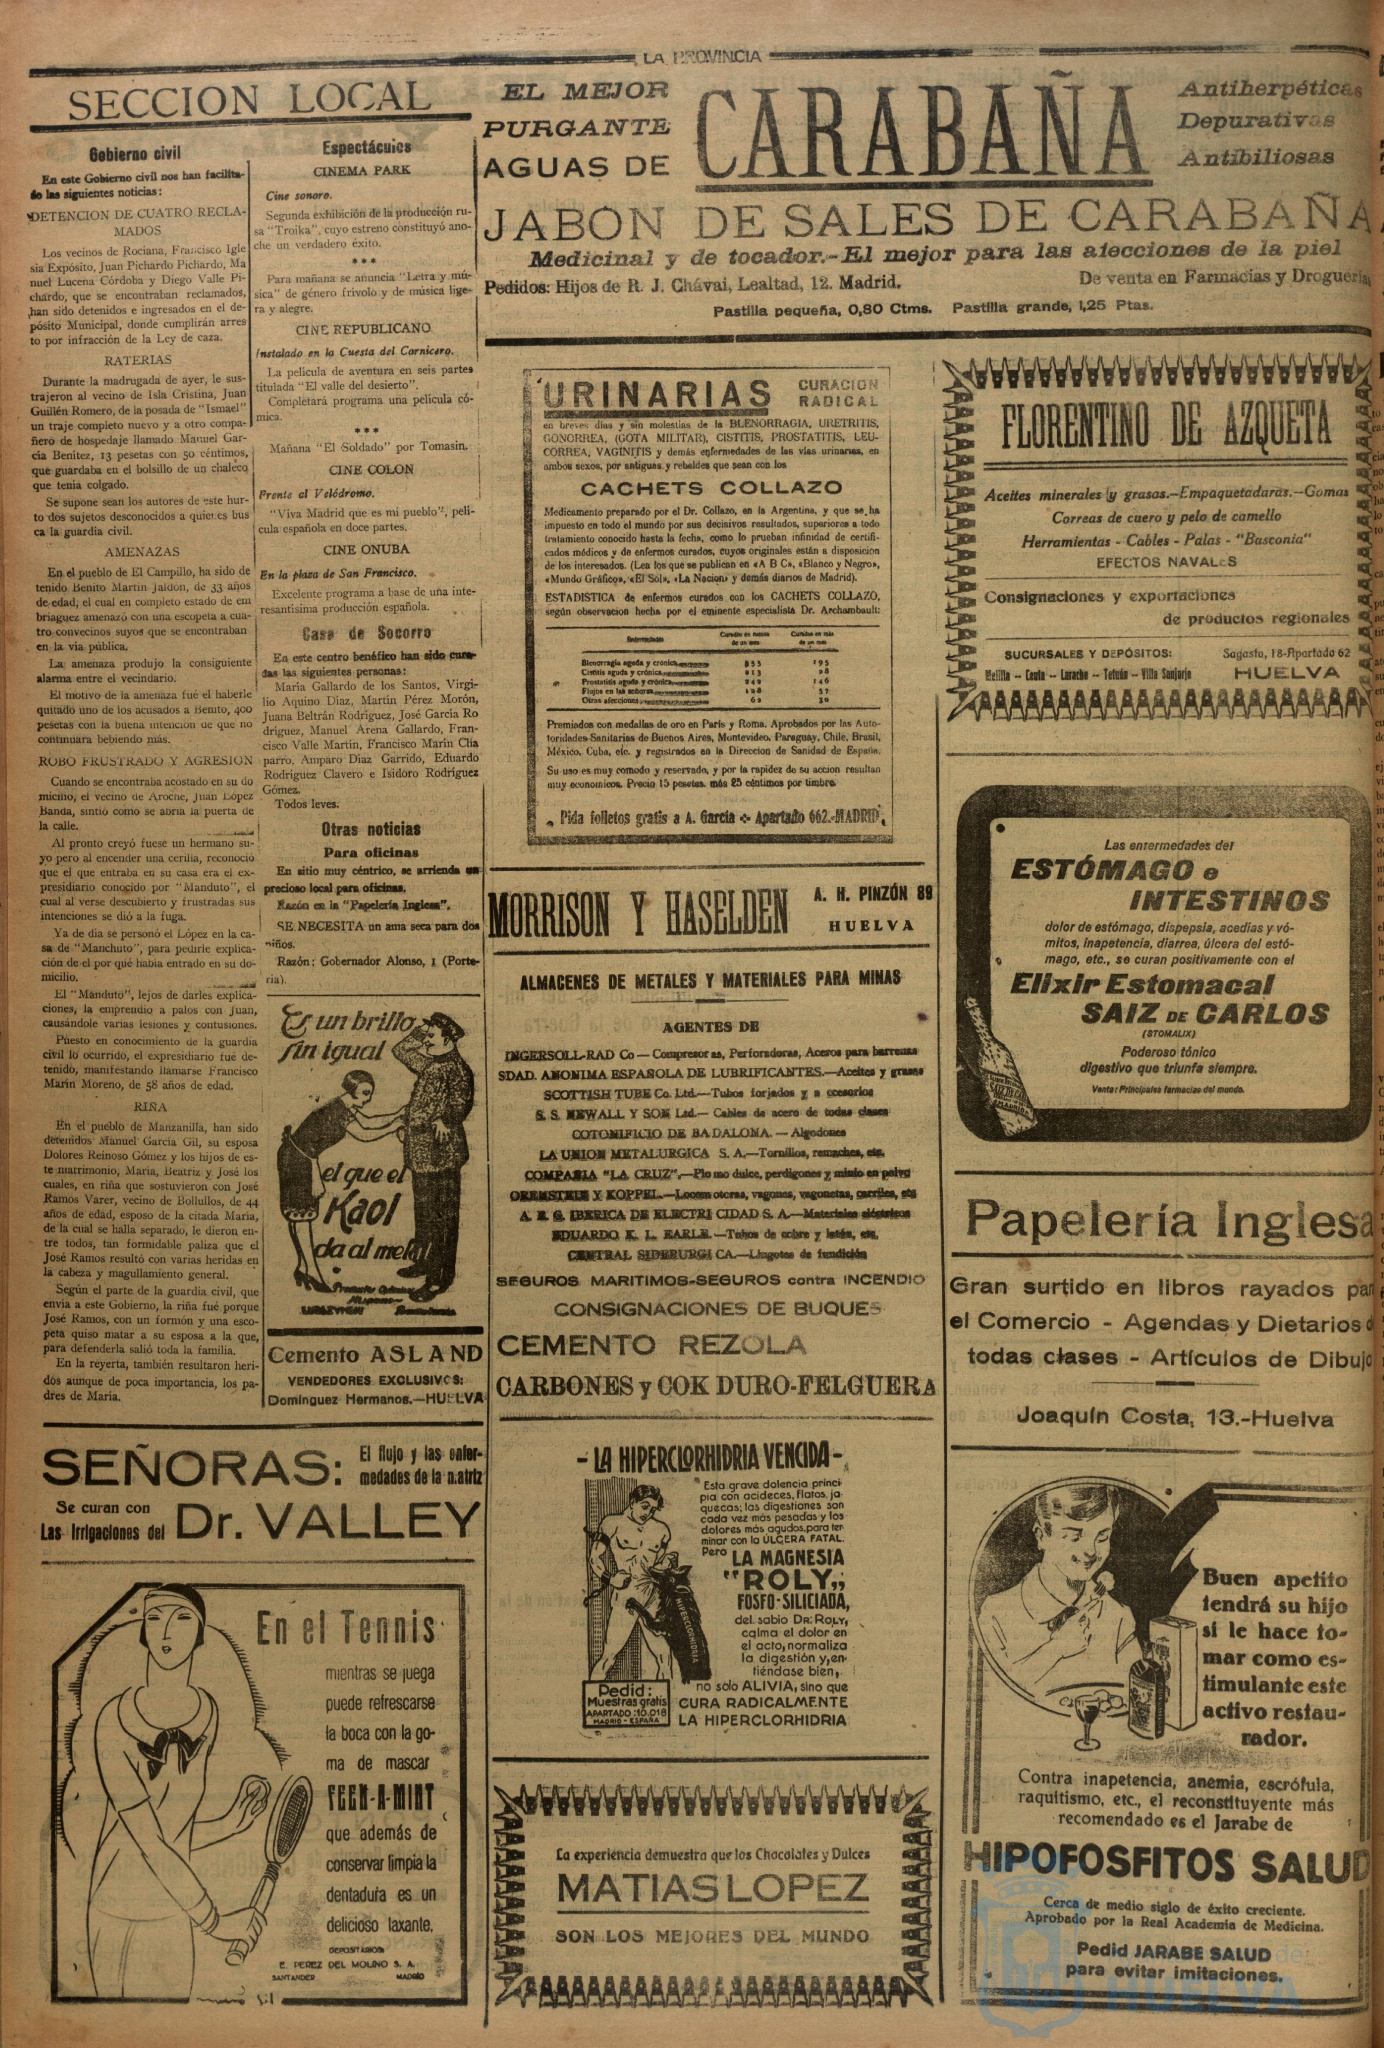 LA PROVINCIA
SECCION LOCAL
Gobierno civil
En este Gobierno civil nos han facilita-
do las siguientes noticias:
DETENCION DE CUATRO RECLA-
MADOS
Los vecinos de Rociana, Francisco Igle
sia Expósito, Juan Pichardo Pichardo, Ma
nuel Lucena Córdoba y Diego Valle Pi-
chardo, que se encontraban reclamados,
han sido detenidos e ingresados en el de-
pósito Municipal, donde cumplirán arres
to por infracción de la Ley de caza.
RATERIAS
Durante la madrugada de ayer, le sus-
trajeron al vecino de Isla Cristina, Juan
Guillén Romero, de la posada de "Ismael"
un traje completo nuevo y a otro compa-
ñero de hospedaje llamado Manuel Gar-
cía Benítez, 13 pesetas con 50 céntimos,
que guardaba en el bolsillo de un chaleco
que tenía colgado.
Se supone sean los autores de este hur-
to dos sujetos desconocidos a quienes bus
ca la guardia civil.
AMENAZAS
En el pueblo de El Campillo, ha sido de
tenido Benito Martín Jaldon, de 33 años
de edad, el cual en completo estado de em
briaguez amenazó con una escopeta a cua-
tro convecinos suyos que se encontraban
en la vía pública.
La amenaza produjo la consiguiente
alarma entre el vecindario.
El motivo de la amenaza fué el haberle
quitado uno de los acusados a Benito, 400
pesetas con la buena intención de que no
continuara bebiendo más.
ROBO FRUSTRADO Y AGRESION
Cuando se encontraba acostado en su do
micilio, el vecino de Aroche, Juan López
Banda, sintió como se abría la puerta de
la calle.
Al pronto creyó fuese un hermano su-
yo pero al encender una cerilla, reconoció
que el que entraba en su casa era el ex-
presidiario conocido por "Manduto", el
cual al verse descubierto y frustradas sus
intenciones se dió a la fuga.
Ya de día se personó el López en la ca-
sa de "Manchuto", para pedirle explica-
ción de el por qué había entrado en su do-
micilio.
El "Manduto", lejos de darles explica-
ciones, la emprendio a palos con Juan,
causándole varias lesiones y contusiones.
Puesto en conocimiento de la guardia
civil lo ocurrido, el expresidiario fué de-
tenido, manifestando llamarse Francisco
Marín Moreno, de 58 años de edad.
RIÑA
En el pueblo de Manzanilla, han sido
detenidos Manuel García Gil, su esposa
Dolores Reinoso Gómez y los hijos de es-
te matrimonio, María, Beatriz y José los
cuales, en riña que sostuvieron con José
Ramos Varer, vecino de Bollullos, de 44
años de edad, esposo de la citada María,
de la cual se halla separado, le dieron en-
tre todos, tan formidable paliza que el
José Ramos resultó con varias heridas en
la cabeza y magullamiento general.
Según el parte de la guardia civil, que
envía a este Gobierno, la riña fué porque
José Ramos, con un formón y una esco-
peta quiso matar a su esposa a la que,
para defenderla salió toda la familia.
En la reyerta, también resultaron heri-
dos aunque de poca importancia, los pa-
dres de María.
Espectáculos
CINEMA PARK
Cine sonoro.
Segunda exhibición de la producción ru-
sa "Troika", cuyo estreno constituyó ano-
che un verdadero éxito.
***
Para mañana se anuncia "Letra y mú-
sica" de género frívolo y de música lige-
ra y alegre.
CINE REPUBLICANO
Instalado en la Cuesta del Carnicero.
La película de aventura en seis partes
titulada "El valle del desierto".
Completará programa una película có-
mica.
***
Mañana "El Soldado" por Tomasin.
CINE COLON
Frente al Velódromo.
"Viva Madrid que es mi pueblo", pelí-
cula española en doce partes.
CINE ONUBA
En la plaza de San Francisco.
Excelente programa a base de una inte-
resantísima producción española.
Casa de Socorro
En este centro benéfico han sido cura-
das las siguientes personas:
María Gallardo de los Santos, Virgi-
lio Aquino Díaz, Martín Pérez Morón,
Juana Beltrán Rodríguez, José García Ro
dríguez, Manuel Arena Gallardo, Fran-
cisco Valle Martín, Francisco Marín Cha
parro, Amparo Díaz Garrido, Eduardo
Rodríguez Clavero e Isidoro Rodríguez
Gómez.
Todos leves.
Otras noticias
Para oficinas
En sitio muy céntrico, se arrienda un
precioso local para oficinas.
Razón en la "Papelería Inglesa".
SE NECESITA un ama seca para dos
niños.
Razón: Gobernador Alonso, 1 (Porte-
ría).
Es un brillo
sin igual
el que el
Kaol
da al metal
Cemento ASLAND
VENDEDORES EXCLUSIVOS:
Domínguez Hermanos.—HUELVA
SEÑORAS:
El flujo y las enfer-
medades de la matriz
Se curan con
Las Irrigaciones del
Dr. VALLEY
En el Tennis
mientras se juega
puede refrescarse
la boca con la go-
ma de mascar
FEEN-A-MINT
que además de
conservar limpia la
dentadura es un
delicioso laxante.
DEPOSITARIOS
E. PEREZ DEL MOLINO S. A.
SANTANDER MADRID
EL MEJOR
PURGANTE
AGUAS DE
CARABAÑA
Antiherpéticas
Depurativas
Antibiliosas
JABON DE SALES DE CARABAÑA
Medicinal y de tocador.-El mejor para las afecciones de la piel
Pedidos: Hijos de R. J. Chávai, Lealtad, 12. Madrid.
De venta en Farmacias y Droguerías
Pastilla pequeña, 0,80 Ctms. Pastilla grande, 1,25 Ptas.
URINARIAS
CURACION
RADICAL
en breves días y sin molestias de la BLENORRAGIA, URETRITIS,
GONORREA, (GOTA MILITAR), CISTITIS, PROSTATITIS, LEU-
CORREA, VAGINITIS y demás enfermedades de las vías urinarias, en
ambos sexos, por antiguas y rebeldes que sean con los
CACHETS COLLAZO
Medicamento preparado por el Dr. Collazo, en la Argentina, y que se ha
impuesto en todo el mundo por sus decisivos resultados, superiores a todo
tratamiento conocido hasta la fecha, como lo prueban infinidad de certifi-
cados médicos y de enfermos curados, cuyos originales están a disposicion
de los interesados. (Lea los que se publican en «A B C», «Blanco y Negro»,
«Mundo Gráfico», «El Sol», «La Nacion» y demás diarios de Madrid).
ESTADISTICA de enfermos curados con los CACHETS COLLAZO,
según observacion hecha por el eminente especialista Dr. Archambault:
Enfermedades Curados en menos de un mes Curados en más de un mes
Blenorragia aguda y crónica 195
Cistitis aguda y crónica 913 98
Prostatitis aguda y crónica 146
Flujos en las señoras 128 57
Otras afecciones 62 30
Premiados con medallas de oro en París y Roma. Aprobados por las Auto-
toridades Sanitarias de Buenos Aires, Montevideo, Paraguay, Chile, Brasil,
México, Cuba, etc. y registrados en la Direccion de Sanidad de España.
Su uso es muy comodo y reservado, y por la rapidez de su accion resultan
muy economicos. Precio 15 pesetas. más 25 céntimos por timbre.
Pida folletos gratis a A. García Apartado 662.-MADRID
MORRISON Y HASELDEN
A. H. PINZÓN 89
HUELVA
ALMACENES DE METALES Y MATERIALES PARA MINAS
AGENTES DE
INGERSOLL-RAD Co—Compresoras, Perforadoras, Aceros para barrenas
SDAD. ANONIMA ESPAÑOLA DE LUBRIFICANTES.—Aceites y grasas
SCOTTISH TUBE Co. Ltd.—Tubos forjados y accesorios
S. S. NEWALL Y SON Ltd.—Cables de acero de todas clases
COTONIFICIO DE BADALONA.—Algodones
LA UNION METALURGICA S. A.—Tornillos, remaches, etc.
COMPAÑIA "LA CRUZ".—Plomo dulce, perdigones y minio en polvo
ORENSTEIN Y KOPPEL.—Locomotoras, vagones, vagonetas, carriles, etc
A. E. G. IBERICA DE ELECTRICIDAD S. A.—Materiales eléctricos
EDUARDO K. L. EARLE.—Tubos de cobre y latón, etc.
CENTRAL SIDERURGICA.—Lingotes de fundición
SEGUROS MARITIMOS-SEGUROS contra INCENDIO
CONSIGNACIONES DE BUQUES
CEMENTO REZOLA
CARBONES y COK DURO-FELGUERA
- LA HIPERCLORHIDRIA VENCIDA -
Esta grave dolencia princi
pia con acideces, flatos, ja
quecas; las digestiones son
cada vez más pesadas y los
dolores más agudos, para ter
minar con la ÚLCERA FATAL.
Pero LA MAGNESIA
"ROLY",
FOSFO-SILICIADA,
del sabio DR. ROLY,
calma el dolor en
el acto, normaliza
la digestión y, en-
tiéndase bien,
no solo ALIVIA, sino que
CURA RADICALMENTE
LA HIPERCLORHIDRIA
HIPERCLORHIDRIA
Pedid:
Muestras gratis
APARTADO: 10.018
MADRID - ESPAÑA
La experiencia demuestra que los Chocolates y Dulces
MATIAS LOPEZ
SON LOS MEJORES DEL MUNDO
FLORENTINO DE AZQUETA
Aceites minerales y grasas.-Empaquetaduras.-Gomas
Correas de cuero y pelo de camello
Herramientas - Cables - Palas - "Basconia"
EFECTOS NAVALES
Consignaciones y exportaciones
de productos regionales
SUCURSALES Y DEPÓSITOS:
Melilla -- Ceuta -- Larache -- Tetuán -- Villa Sanjurjo
Sagasta, 18-Apartado 62
HUELVA
Las enfermedades del
ESTÓMAGO e
INTESTINOS
dolor de estómago, dispepsia, acedías y vó-
mitos, inapetencia, diarrea, úlcera del estó-
mago, etc., se curan positivamente con el
Elixir Estomacal
SAIZ DE CARLOS
(STOMALIX)
Poderoso tónico
digestivo que triunfa siempre.
Venta: Principales farmacias del mundo.
Papelería Inglesa
Gran surtido en libros rayados para
el Comercio - Agendas y Dietarios de
todas clases - Artículos de Dibujo
Joaquín Costa, 13.-Huelva
Buen apetito
tendrá su hijo
si le hace to-
mar como es-
timulante este
activo restau-
rador.
Contra inapetencia, anemia, escrófula,
raquitismo, etc., el reconstituyente más
recomendado es el Jarabe de
HIPOFOSFITOS SALUD
Cerca de medio siglo de éxito creciente.
Aprobado por la Real Academia de Medicina.
Pedid JARABE SALUD
para evitar imitaciones.
HUELVA